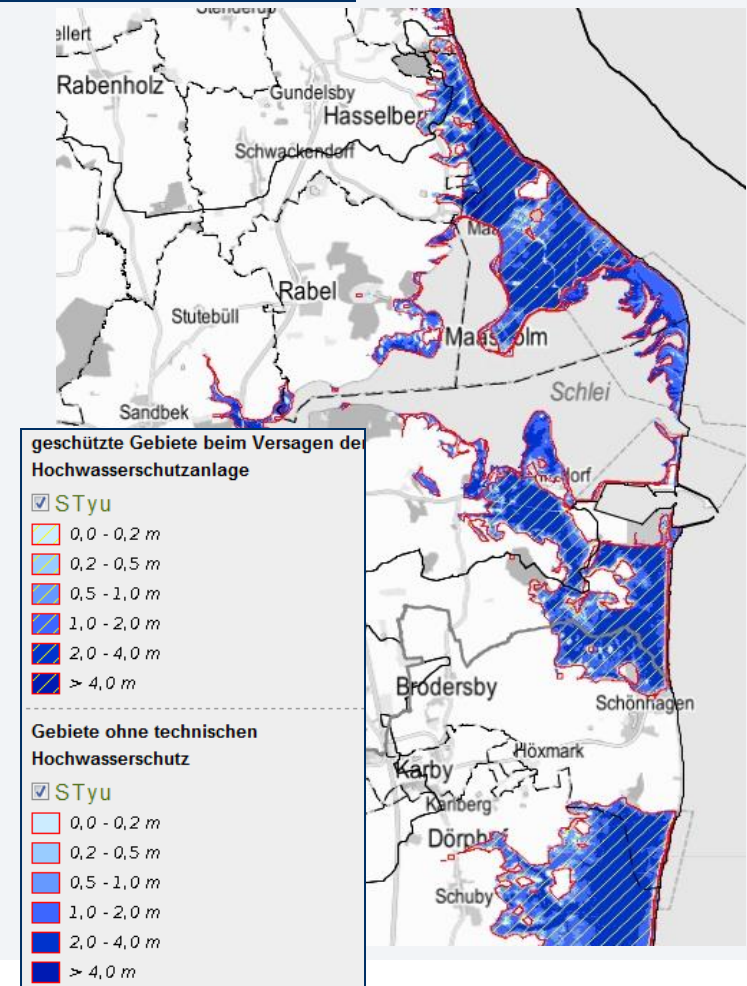 Rabenholz
Gundelsby
Hasselber
Schwackendorf
Rabel
Stutebüll
Maasholm
Schlei
Sandbek
dorf
geschützte Gebiete beim Versagen der
Hochwasserschutzanlage
STyu
0,0 - 0,2 m
0,2 - 0,5 m
0,5 - 1,0 m
1,0 - 2,0 m
2,0 - 4,0 m
> 4,0 m
Gebiete ohne technischen
Hochwasserschutz
STyu
0,0 - 0,2 m
0,2 - 0,5 m
0,5 - 1,0 m
1,0 - 2,0 m
2,0 - 4,0 m
> 4,0 m
Brodersby
Schönhagen
Höxmark
Karby
Karlberg
Schuby